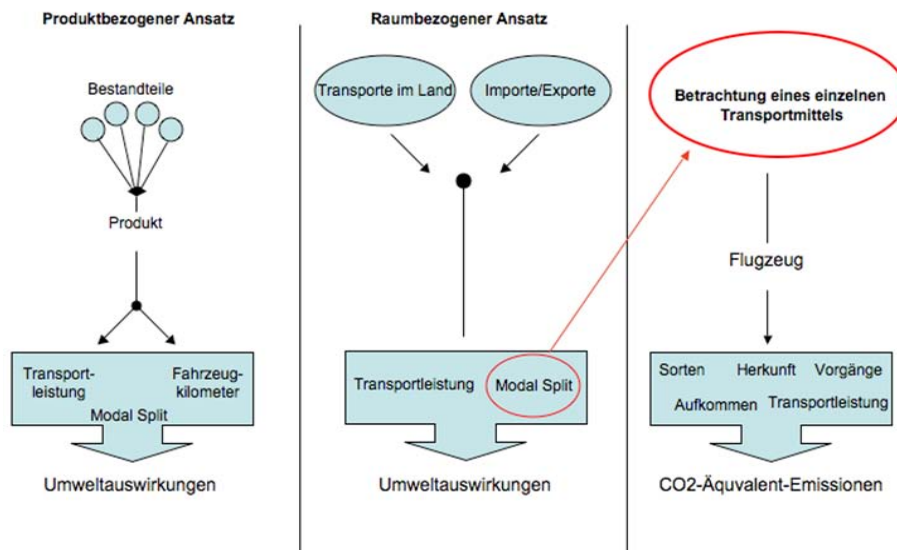 Produktbezogener Ansatz
Bestandteile
Produkt
Transport-
leistung
Fahrzeug-
kilometer
Modal Split
Umweltauswirkungen
Raumbezogener Ansatz
Transporte im Land
Importe/Exporte
Transportleistung
Modal Split
Umweltauswirkungen
Betrachtung eines einzelnen
Transportmittels
Flugzeug
Sorten
Herkunft
Vorgänge
Aufkommen
Transportleistung
CO2-Äquvalent-Emissionen